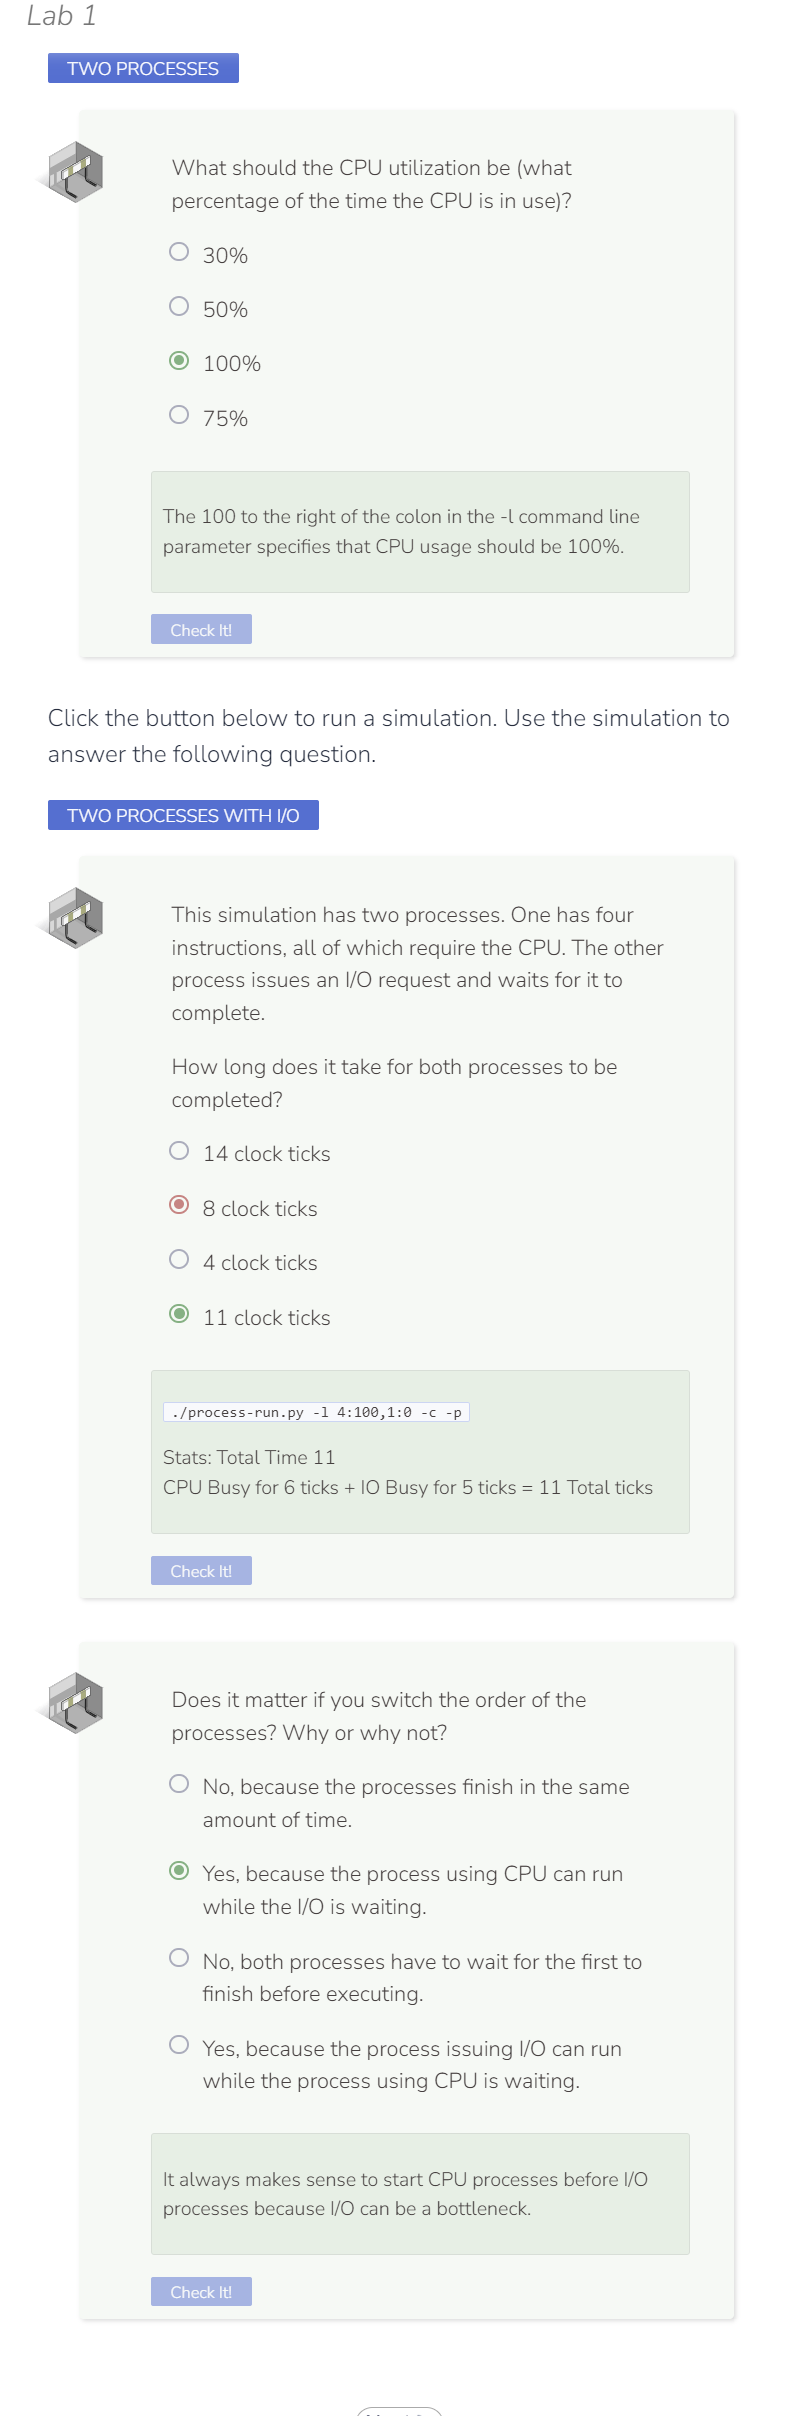 Lab 1
TWO PROCESSES
What should the CPU utilization be (what
percentage of the time the CPU is in use)?
30%
50%
100%
75%
The 100 to the right of the colon in the -l command line
parameter specifies that CPU usage should be 100%.
Check It!
Click the button below to run a simulation. Use the simulation to
answer the following question.
TWO PROCESSES WITH I/O
This simulation has two processes. One has four
instructions, all of which require the CPU. The other
process issues an I/O request and waits for it to
complete.
How long does it take for both processes to be
completed?
14 clock ticks
8 clock ticks
4 clock ticks
11 clock ticks
./process-run.py -l 4:100,1:0 -c -p
Stats: Total Time 11
CPU Busy for 6 ticks + IO Busy for 5 ticks = 11 Total ticks
Check It!
Does it matter if you switch the order of the
processes? Why or why not?
No, because the processes finish in the same
amount of time.
Yes, because the process using CPU can run
while the I/O is waiting.
No, both processes have to wait for the first to
finish before executing.
Yes, because the process issuing I/O can run
while the process using CPU is waiting.
It always makes sense to start CPU processes before I/O
processes because I/O can be a bottleneck.
Check It!